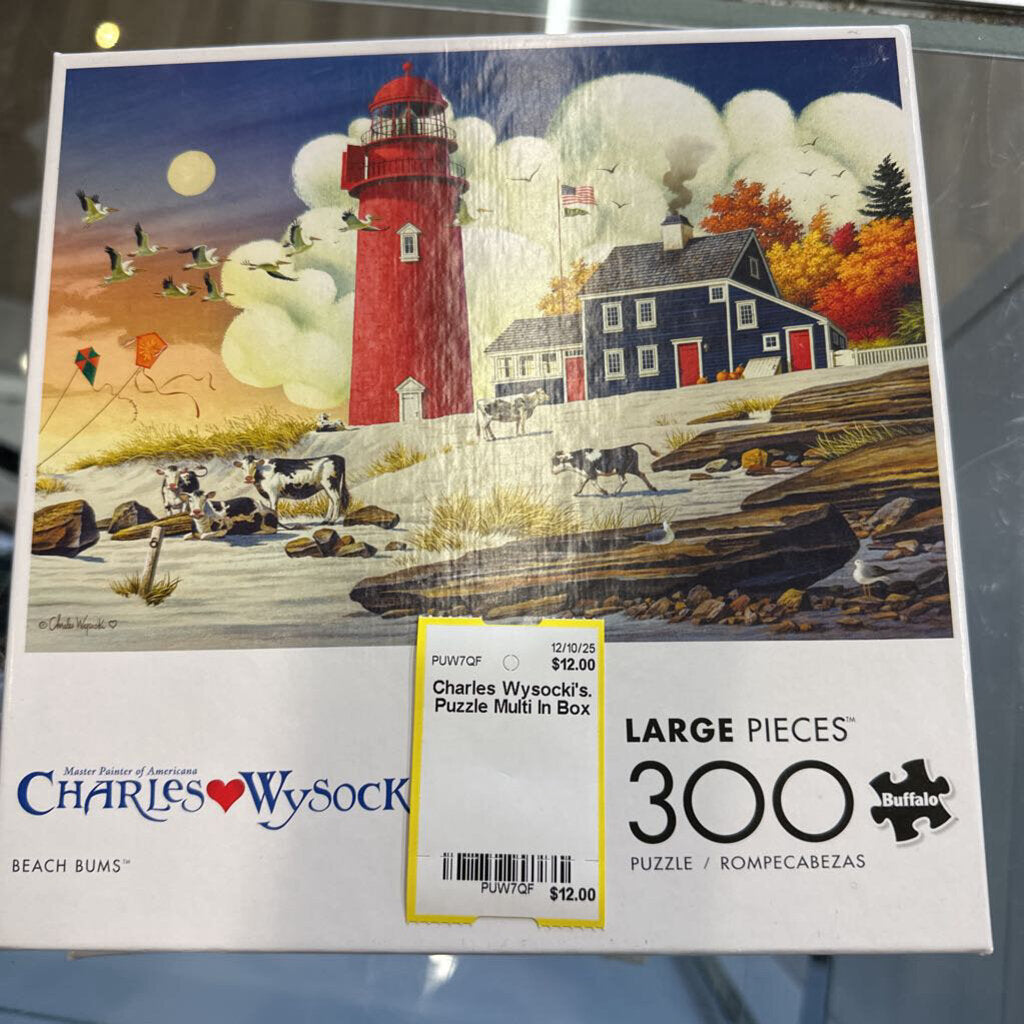 © Charles Wysocki ♡
12/10/25
PUW7QF $12.00
Charles Wysocki's.
Puzzle Multi In Box
PUW7QF $12.00
Master Painter of Americana
CHARLES WYSOCK
BEACH BUMS™
LARGE PIECES™
300
Buffalo
PUZZLE / ROMPECABEZAS